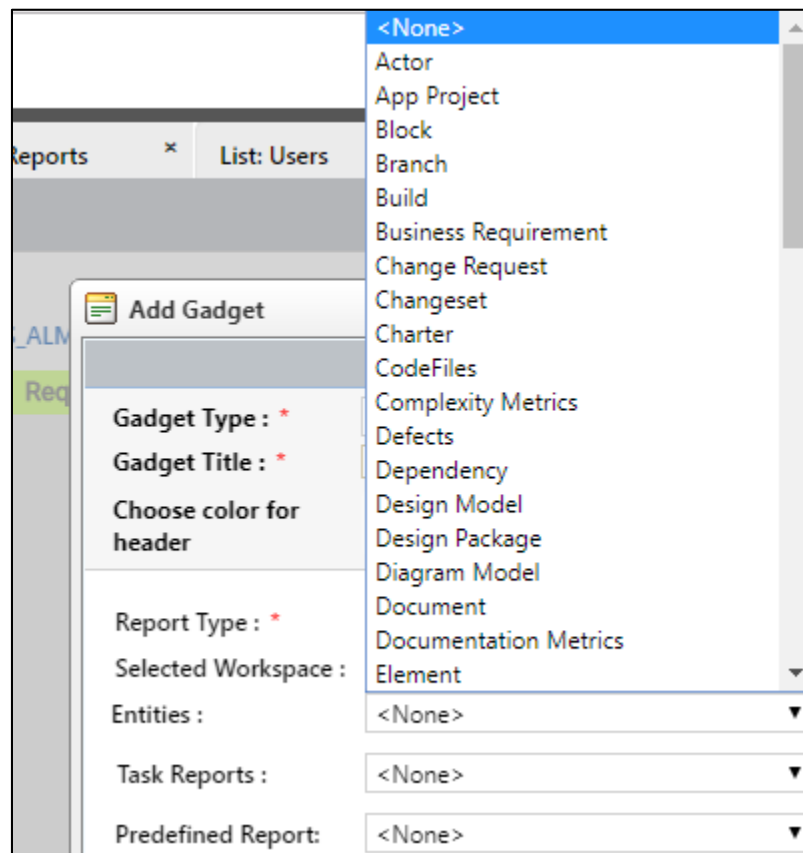 <None>
Actor
App Project
Block
Branch
Build
Business Requirement
Change Request
Changeset
Charter
CodeFiles
Complexity Metrics
Defects
Dependency
Design Model
Design Package
Diagram Model
Document
Documentation Metrics
Element
Reports × List: Users
Add Gadget
_ALM
Req
Gadget Type : *
Gadget Title : *
Choose color for
header
Report Type : *
Selected Workspace :
Entities : <None>
Task Reports : <None>
Predefined Report: <None>